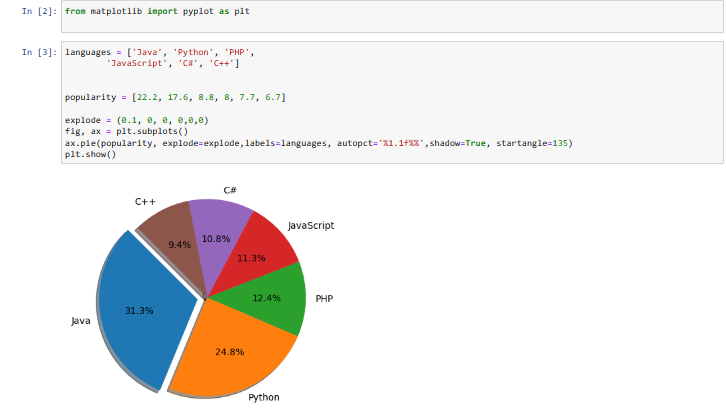 In [2]: from matplotlib import pyplot as plt
In [3]: languages = ['Java', 'Python', 'PHP',
'JavaScript', 'C#', 'C++']
popularity = [22.2, 17.6, 8.8, 8, 7.7, 6.7]
explode = (0.1, 0, 0, 0,0,0)
fig, ax = plt.subplots()
ax.pie(popularity, explode=explode,labels=languages, autopct='%1.1f%%',shadow=True, startangle=135)
plt.show()
C#
C++
JavaScript
10.8%
9.4%
11.3%
12.4%
PHP
31.3%
Java
24.8%
Python